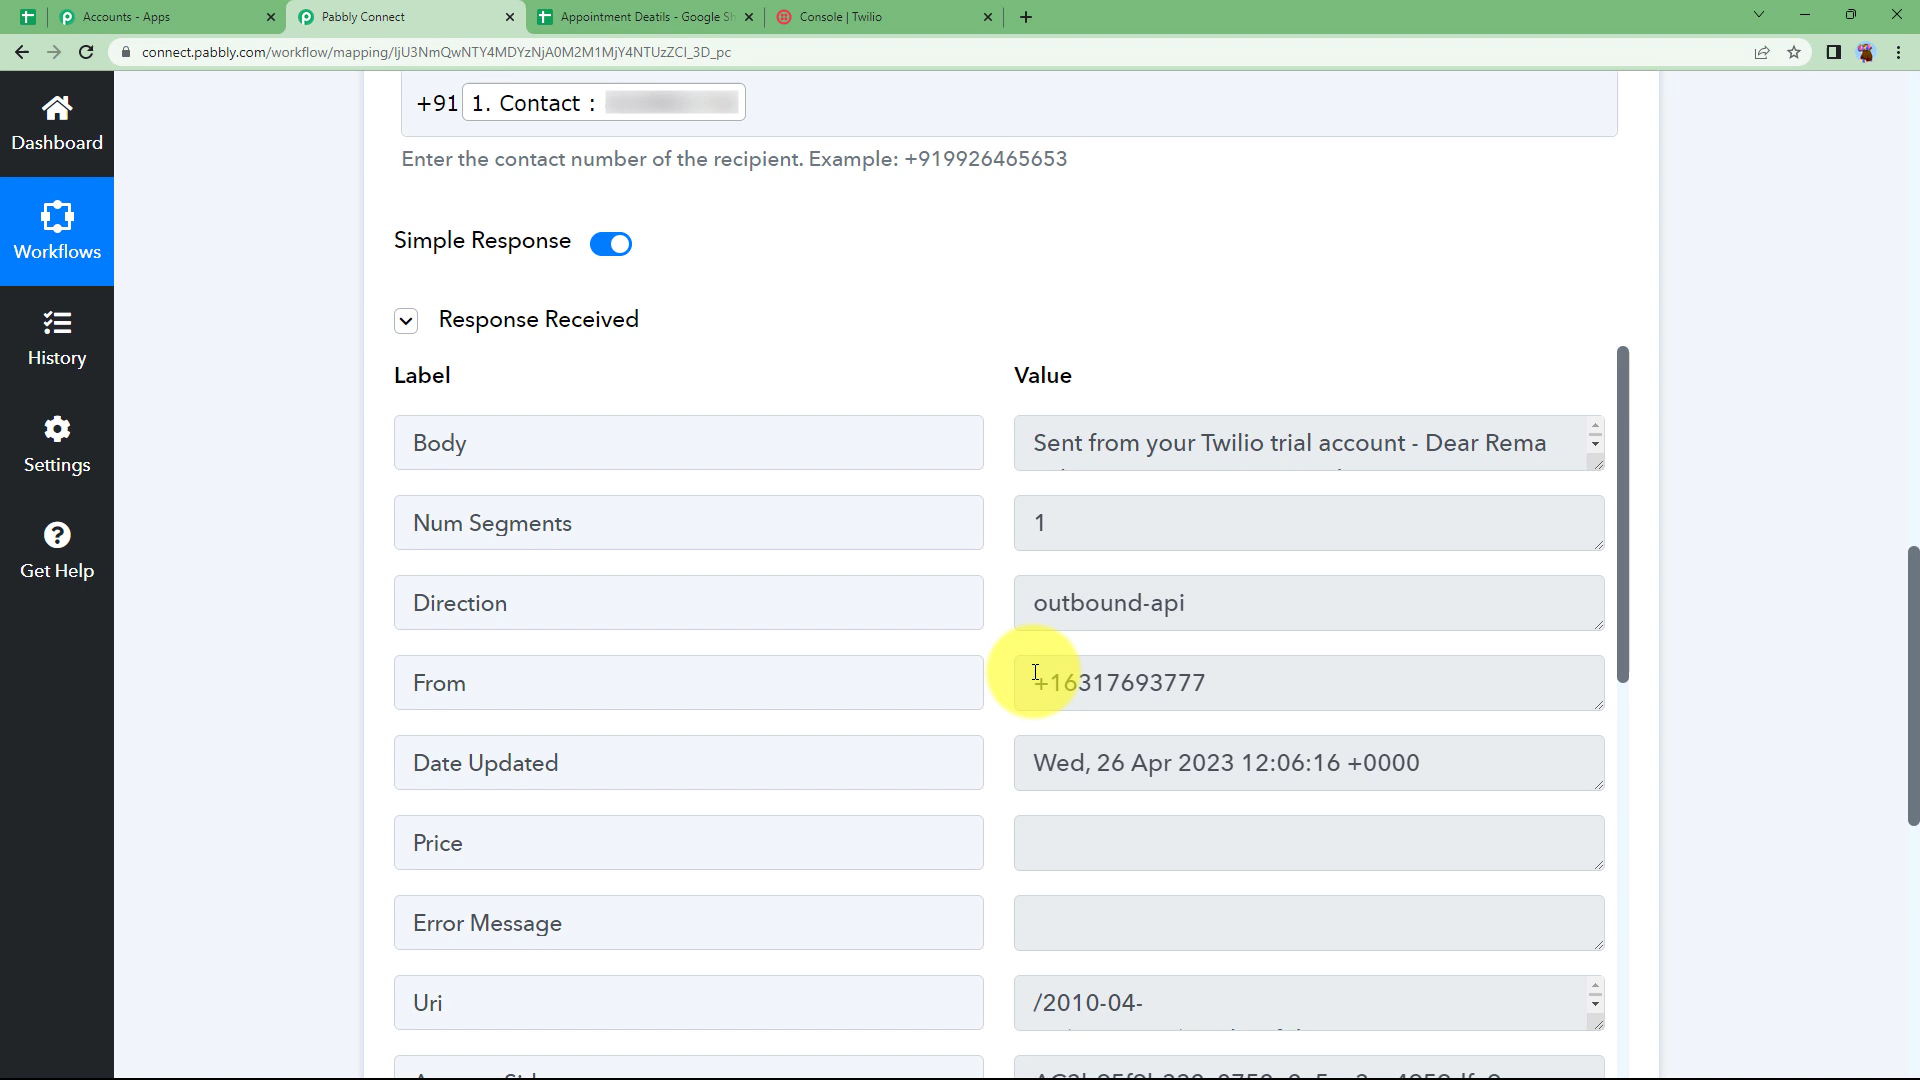 Accounts - Apps
Pabbly Connect
Appointment Deatils - Google Sh
Console | Twilio
connect.pabbly.com/workflow/mapping/IjU3NmQwNTY4MDYzNjA0M2M1MjY4NTUzZCI_3D_pc
Dashboard
Workflows
History
Settings
Get Help
+91 1. Contact :
Enter the contact number of the recipient. Example: +919926465653
Simple Response
Response Received
Label Value
Body Sent from your Twilio trial account - Dear Rema
Num Segments 1
Direction outbound-api
From +16317693777
Date Updated Wed, 26 Apr 2023 12:06:16 +0000
Price
Error Message
Uri /2010-04-